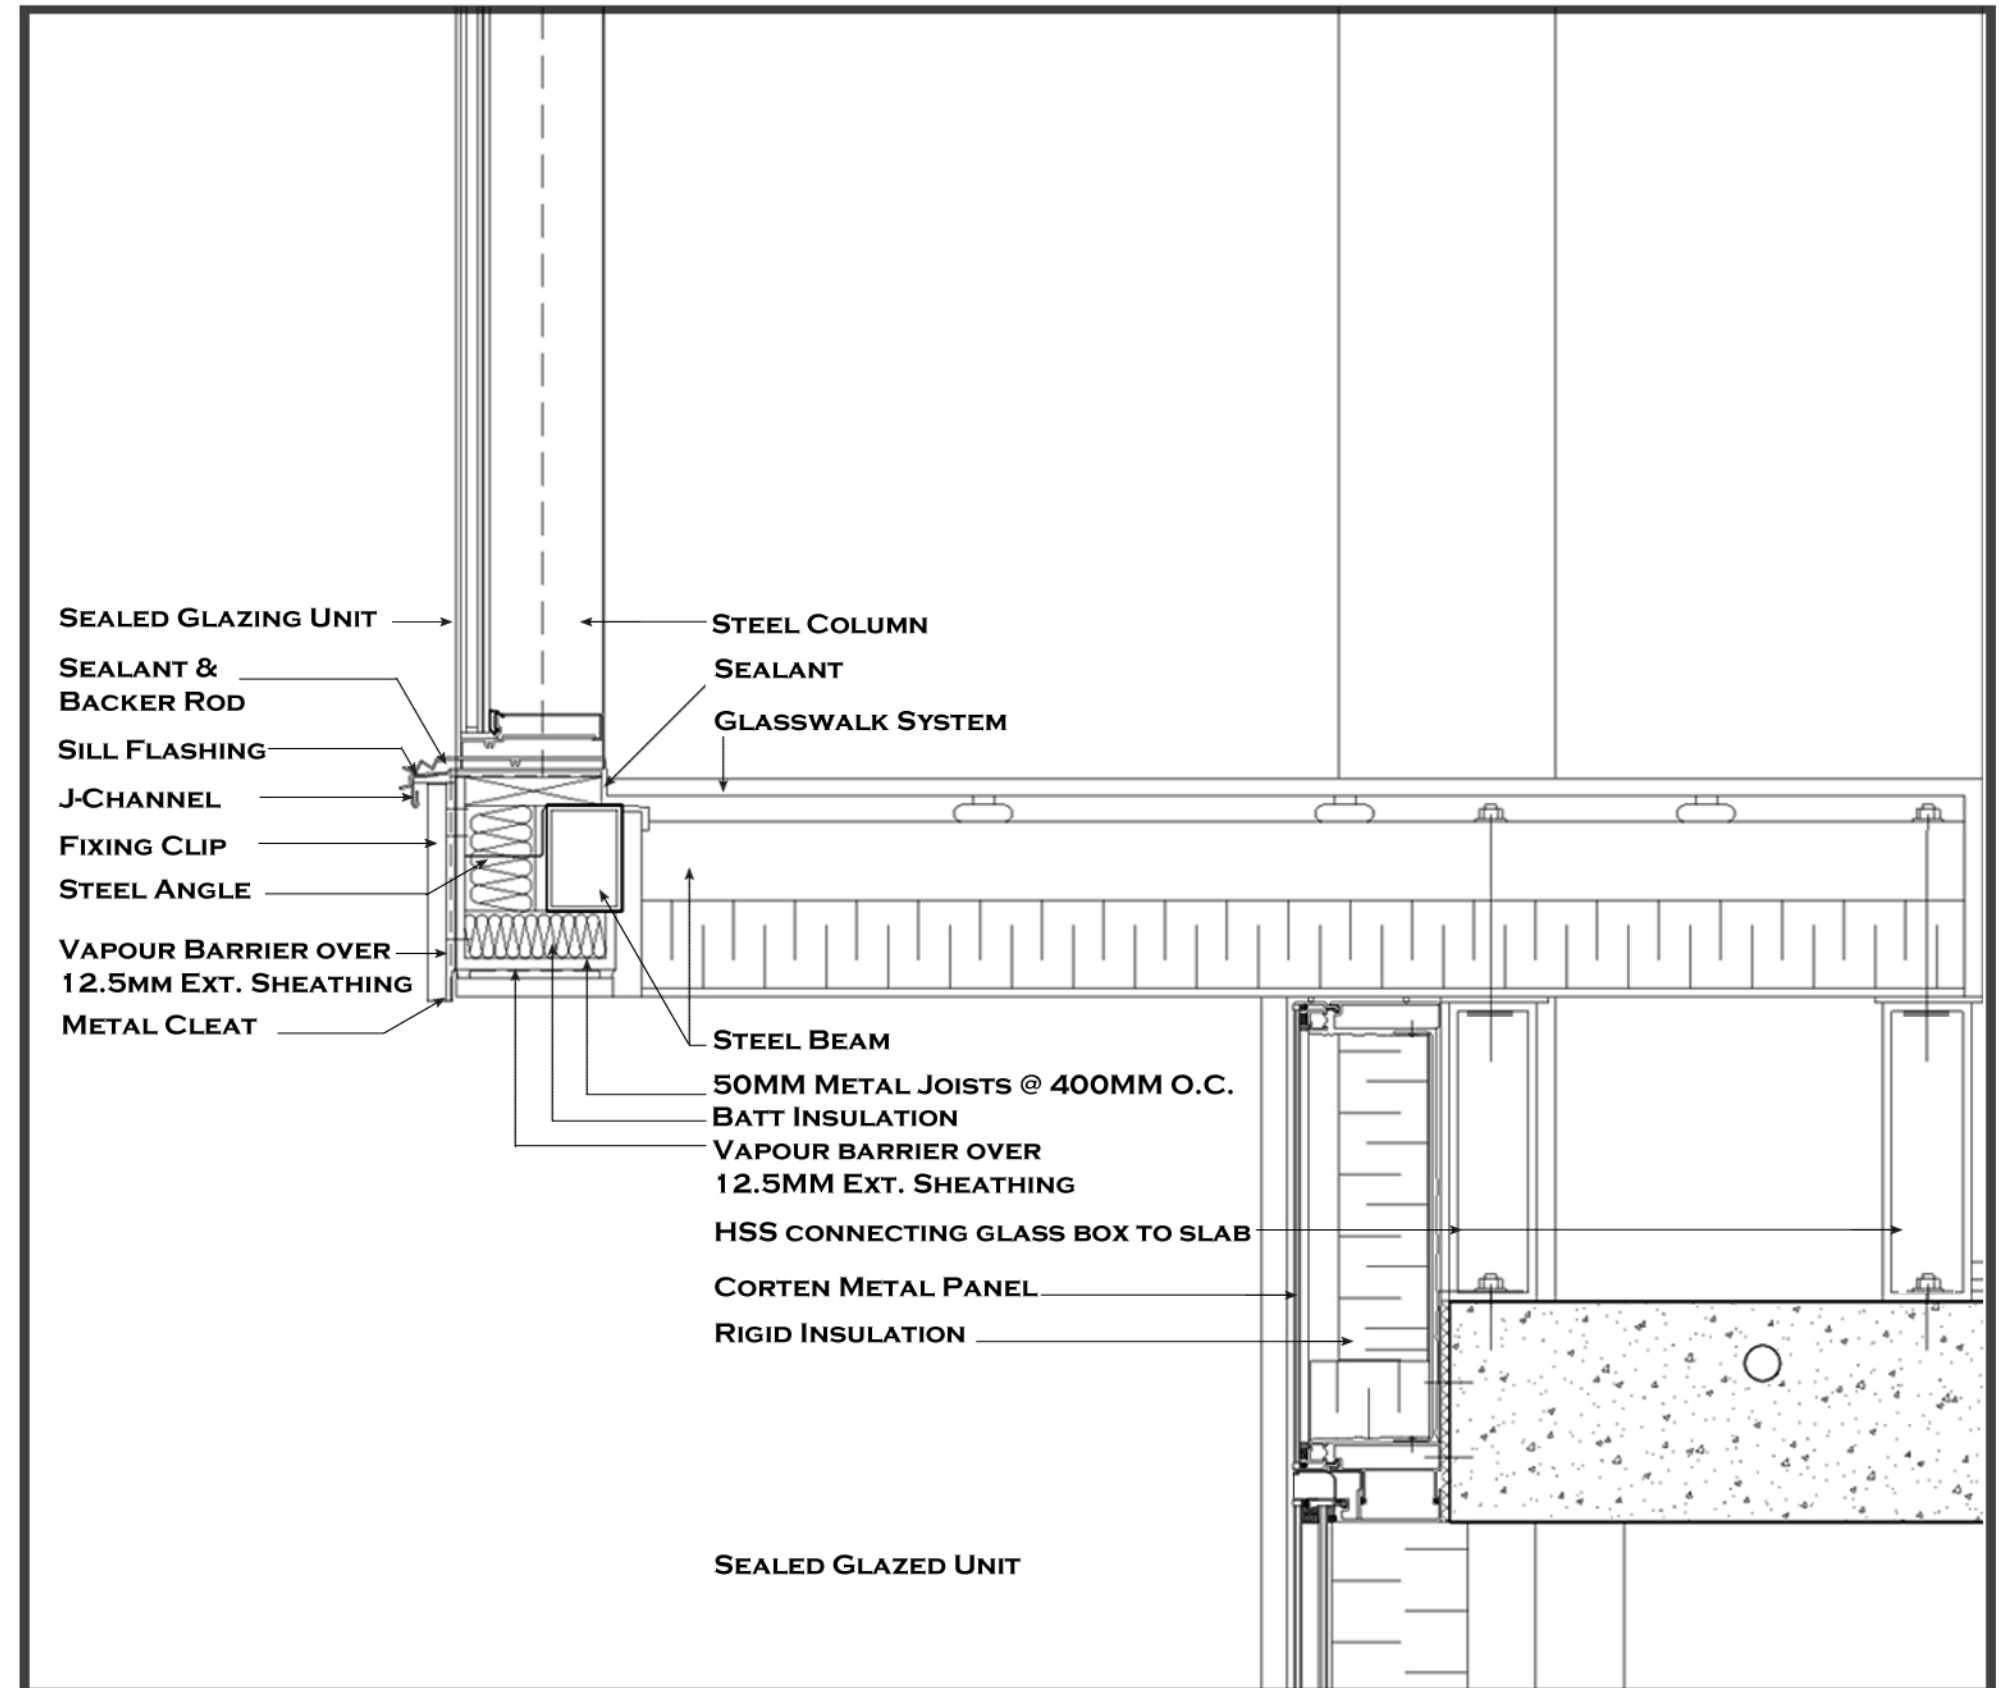 Sealed Glazing Unit
Sealant &
Backer Rod
Sill Flashing
J-Channel
Fixing Clip
Steel Angle
Vapour Barrier over
12.5mm Ext. Sheathing
Metal Cleat
Steel Column
Sealant
Glasswalk System
Steel Beam
50mm Metal Joists @ 400mm O.C.
Batt Insulation
Vapour barrier over
12.5mm Ext. Sheathing
HSS connecting glass box to slab
Corten Metal Panel
Rigid Insulation
Sealed Glazed Unit